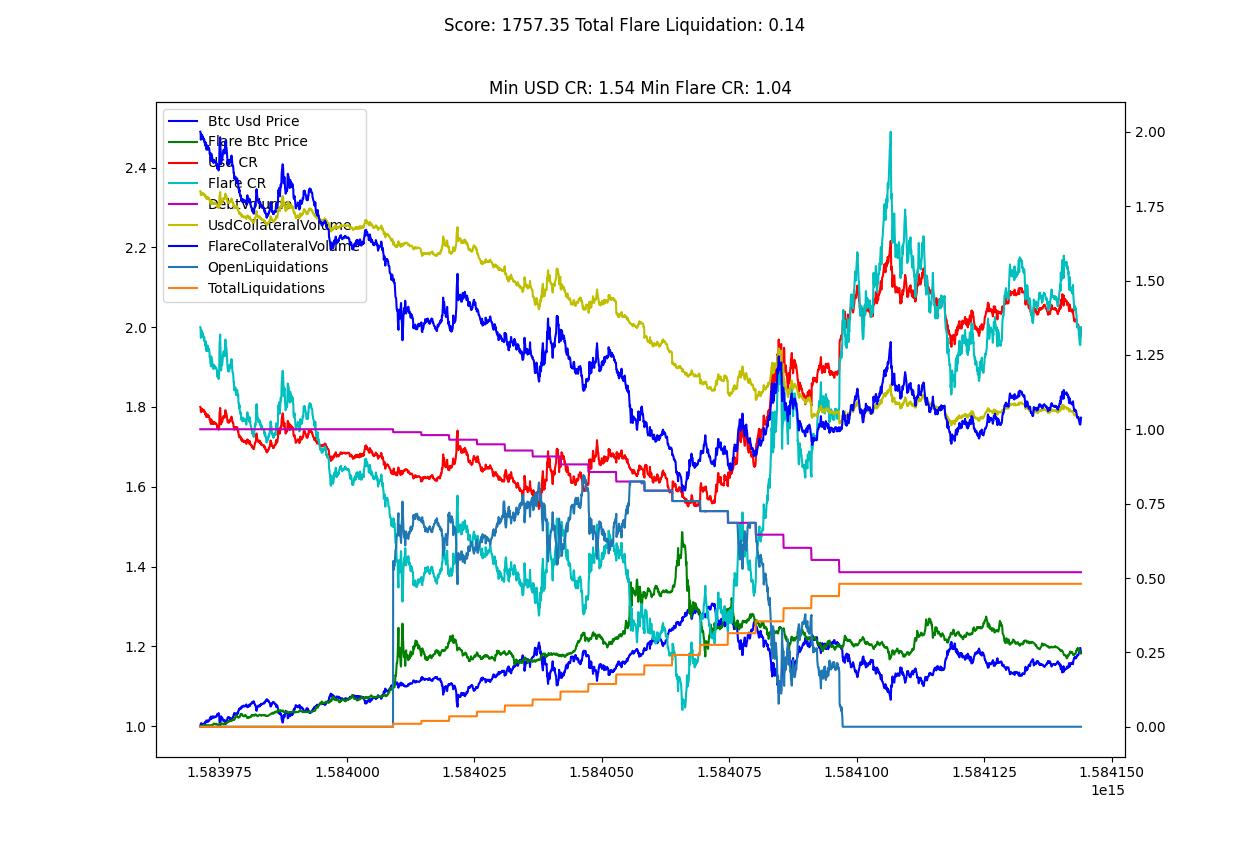 Score: 1757.35 Total Flare Liquidation: 0.14
Min USD CR: 1.54 Min Flare CR: 1.04
Btc Usd Price
Flare Btc Price
Usd CR
Flare CR
DebtVolume
UsdCollateralVolume
FlareCollateralVolume
OpenLiquidations
TotalLiquidations
2.4
2.2
2.0
1.8
1.6
1.4
1.2
1.0
2.00
1.75
1.50
1.25
1.00
0.75
0.50
0.25
0.00
1.583975 1.584000 1.584025 1.584050 1.584075 1.584100 1.584125 1.584150
1e15